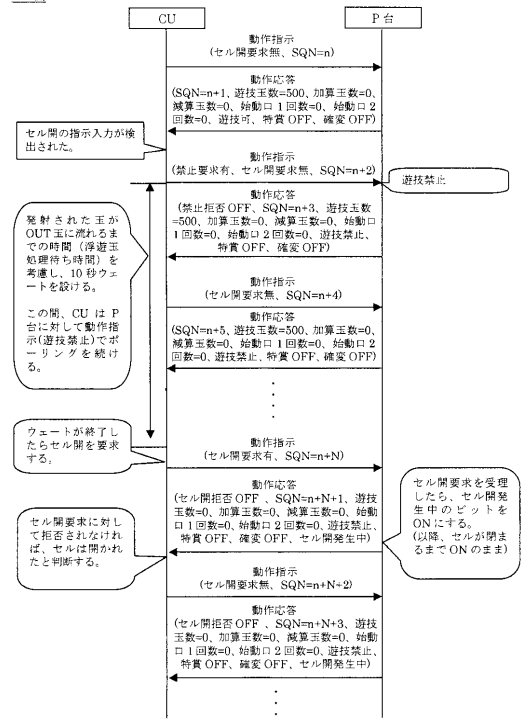 CU
P台
動作指示
(セル開要求無、SQN=n)
動作応答
(SQN=n+1、遊技玉数=500、加算玉数=0、
減算玉数=0、始動口1回数=0、始動口2
回数=0、遊技可、特賞OFF、確変OFF)
セル開の指示入力が検
出された。
動作指示
(禁止要求有、セル開要求無、SQN=n+2)
遊技禁止
動作応答
(禁止拒否OFF、SQN=n+3、遊技玉数
=500、加算玉数=0、減算玉数=0、始動口
1回数=0、始動口2回数=0、遊技禁止、
特賞OFF、確変OFF)
発射された玉が
OUT玉に流れるま
での時間（浮遊玉
処理待ち時間）を
考慮し、10秒ウェ
ートを設ける。
この間、CUはP
台に対して動作指
示(遊技禁止)でポ
ーリングを続け
る。
動作指示
(セル開要求無、SQN=n+4)
動作応答
(SQN=n+5、遊技玉数=500、加算玉数=0、
減算玉数=0、始動口1回数=0、始動口2
回数=0、遊技禁止、特賞OFF、確変OFF)
ウェートが終了し
たらセル開を要求
する。
動作指示
(セル開要求有、SQN=n+N)
動作応答
(セル開拒否OFF 、SQN=n+N+1、遊技
玉数=0、加算玉数=0、減算玉数=0、始動
口1回数=0、始動口2回数=0、遊技禁止、
特賞OFF、確変OFF、セル開発生中)
セル開要求を受理
したら、セル開発
生中のビットを
ONにする。
(以降、セルが閉ま
るまでONのまま)
セル開要求に対し
て拒否されなけれ
ば、セルは開かれ
たと判断する。
動作指示
(セル開要求無、SQN=n+N+2)
動作応答
(セル開拒否OFF 、SQN=n+N+3、遊技
玉数=0、加算玉数=0、減算玉数=0、始動
口1回数=0、始動口2回数=0、遊技禁止、
特賞OFF、確変OFF、セル開発生中)